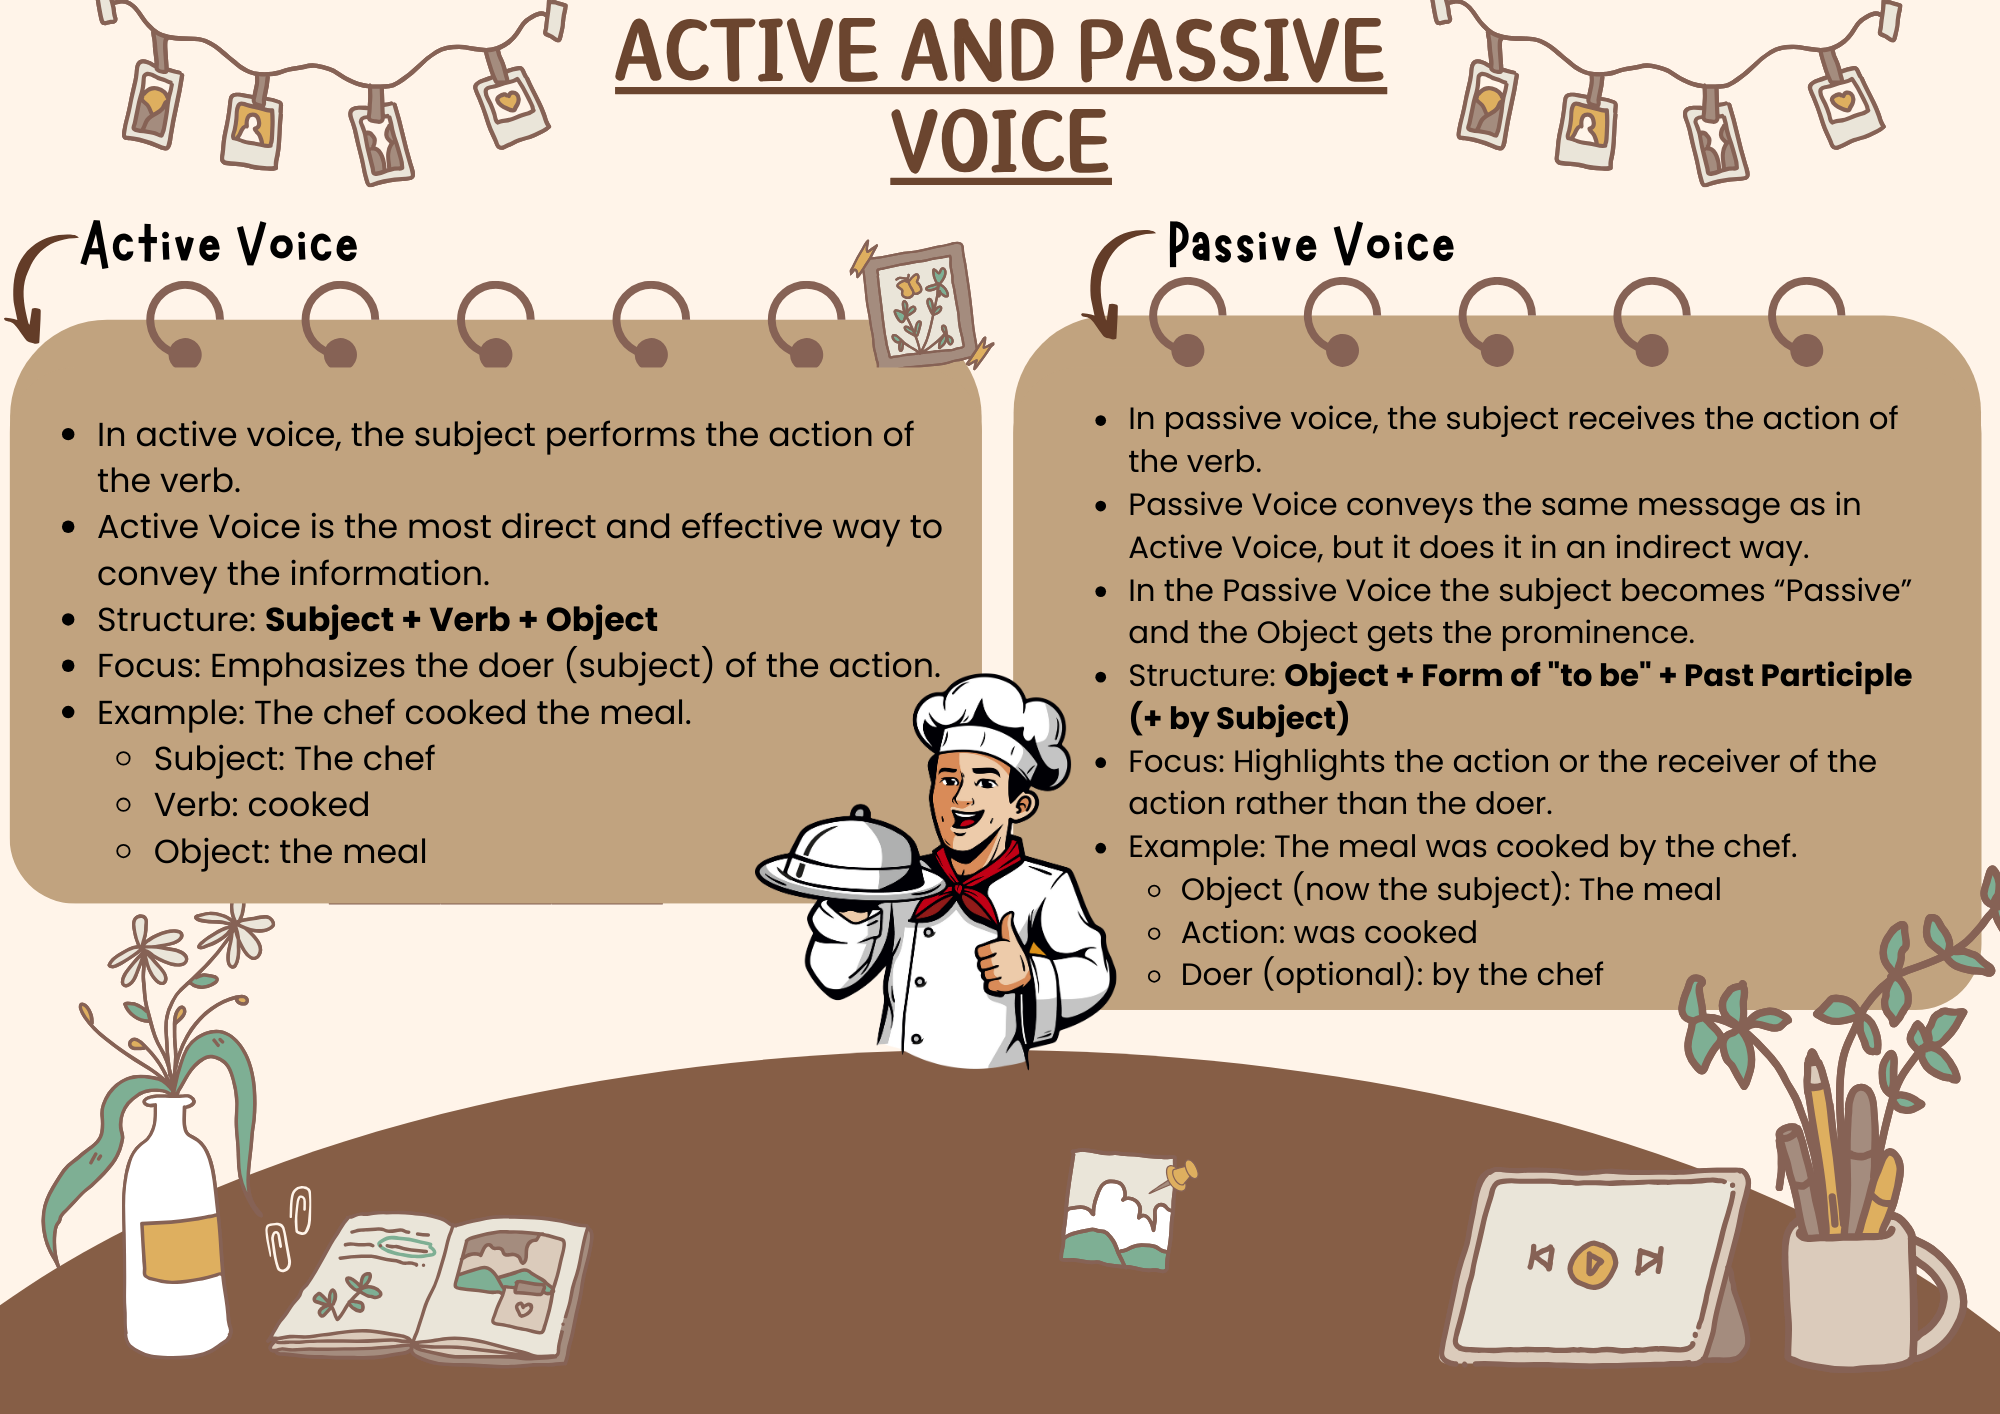 ACTIVE AND PASSIVE
VOICE
Active Voice
In active voice, the subject performs the action of
the verb.
Active Voice is the most direct and effective way to
convey the information.
Structure: Subject + Verb + Object
Focus: Emphasizes the doer (subject) of the action.
Example: The chef cooked the meal.
Subject: The chef
Verb: cooked
Object: the meal
Passive Voice
In passive voice, the subject receives the action of
the verb.
Passive Voice conveys the same message as in
Active Voice, but it does it in an indirect way.
In the Passive Voice the subject becomes “Passive”
and the Object gets the prominence.
Structure: Object + Form of "to be" + Past Participle
(+ by Subject)
Focus: Highlights the action or the receiver of the
action rather than the doer.
Example: The meal was cooked by the chef.
Object (now the subject): The meal
Action: was cooked
Doer (optional): by the chef